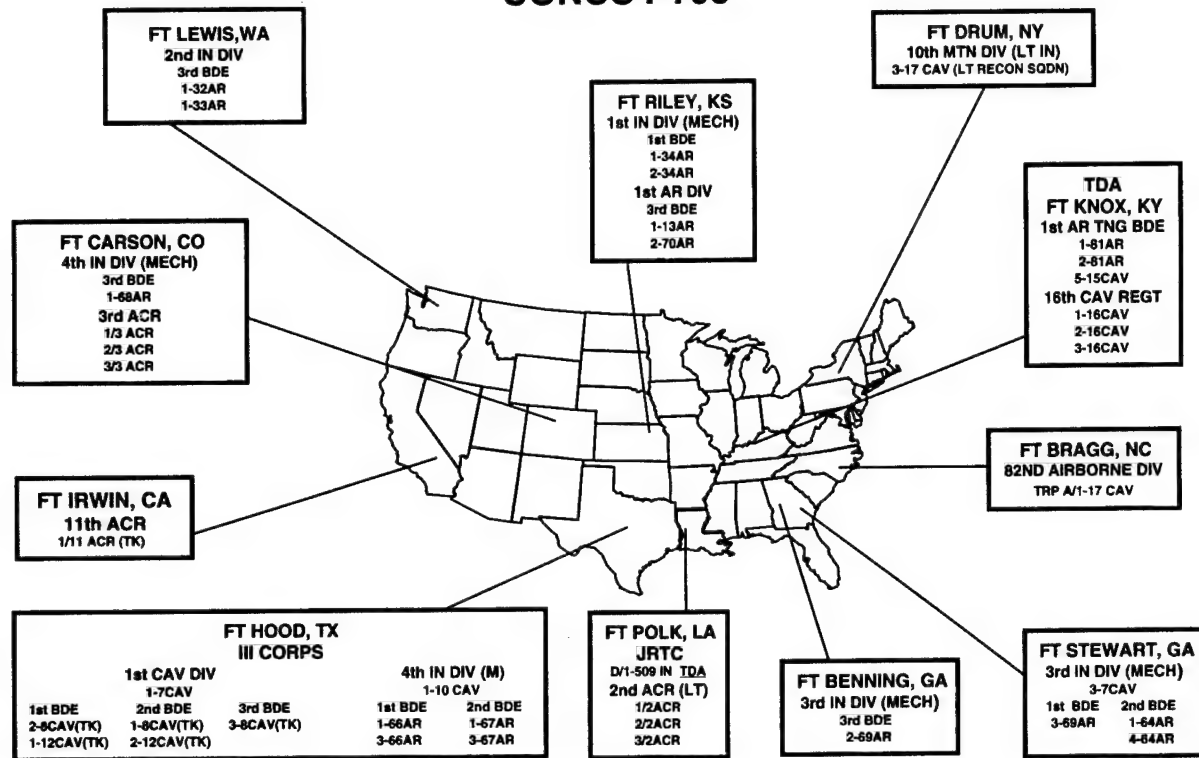 FT LEWIS,WA
2nd IN DIV
3rd BDE
1-32AR
1-33AR
FT DRUM, NY
10th MTN DIV (LT IN)
3-17 CAV (LT RECON SQDN)
FT RILEY, KS
1st IN DIV (MECH)
1st BDE
1-34AR
2-34AR
1st AR DIV
3rd BDE
1-13AR
2-70AR
TDA
FT KNOX, KY
1st AR TNG BDE
1-81AR
2-81AR
5-15CAV
16th CAV REGT
1-16CAV
2-16CAV
3-16CAV
FT CARSON, CO
4th IN DIV (MECH)
3rd BDE
1-68AR
3rd ACR
1/3 ACR
2/3 ACR
3/3 ACR
FT BRAGG, NC
82ND AIRBORNE DIV
TRP A/1-17 CAV
FT IRWIN, CA
11th ACR
1/11 ACR (TK)
FT HOOD, TX
III CORPS
1st CAV DIV
1-7CAV
1st BDE 2nd BDE 3rd BDE
2-8CAV(TK) 1-8CAV(TK) 3-8CAV(TK)
1-12CAV(TK) 2-12CAV(TK)
4th IN DIV (M)
1-10 CAV
1st BDE 2nd BDE
1-66AR 1-67AR
3-66AR 3-67AR
FT POLK, LA
JRTC
D/1-509 IN TDA
2nd ACR (LT)
1/2ACR
2/2ACR
3/2ACR
FT BENNING, GA
3rd IN DIV (MECH)
3rd BDE
2-69AR
FT STEWART, GA
3rd IN DIV (MECH)
3-7CAV
1st BDE 2nd BDE
3-69AR 1-64AR
4-64AR